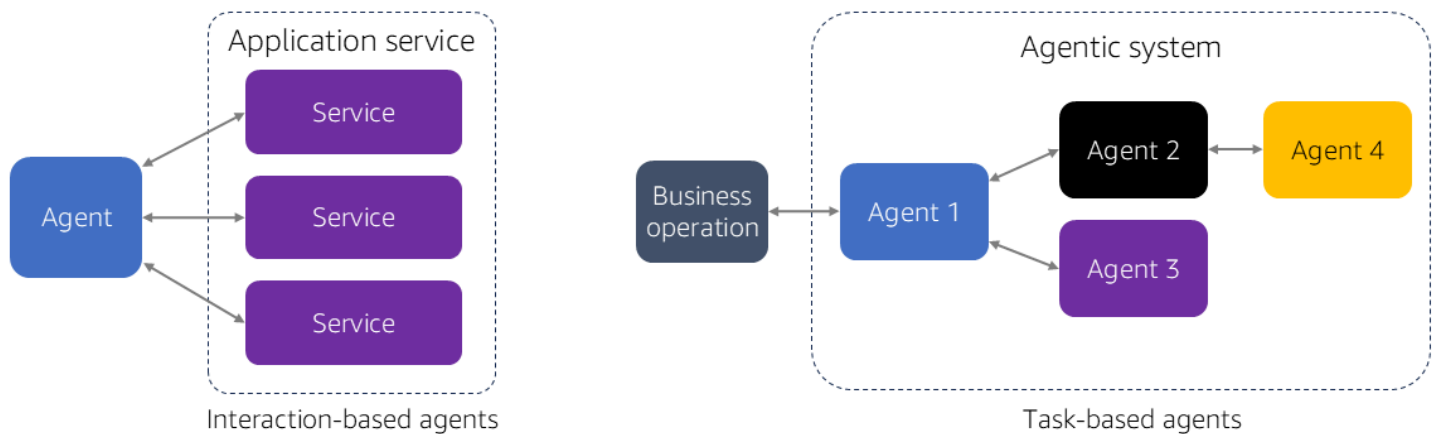 Application service
Service
Agent
Service
Service
Interaction-based agents
Agentic system
Business
operation
Agent 1
Agent 2
Agent 4
Agent 3
Task-based agents